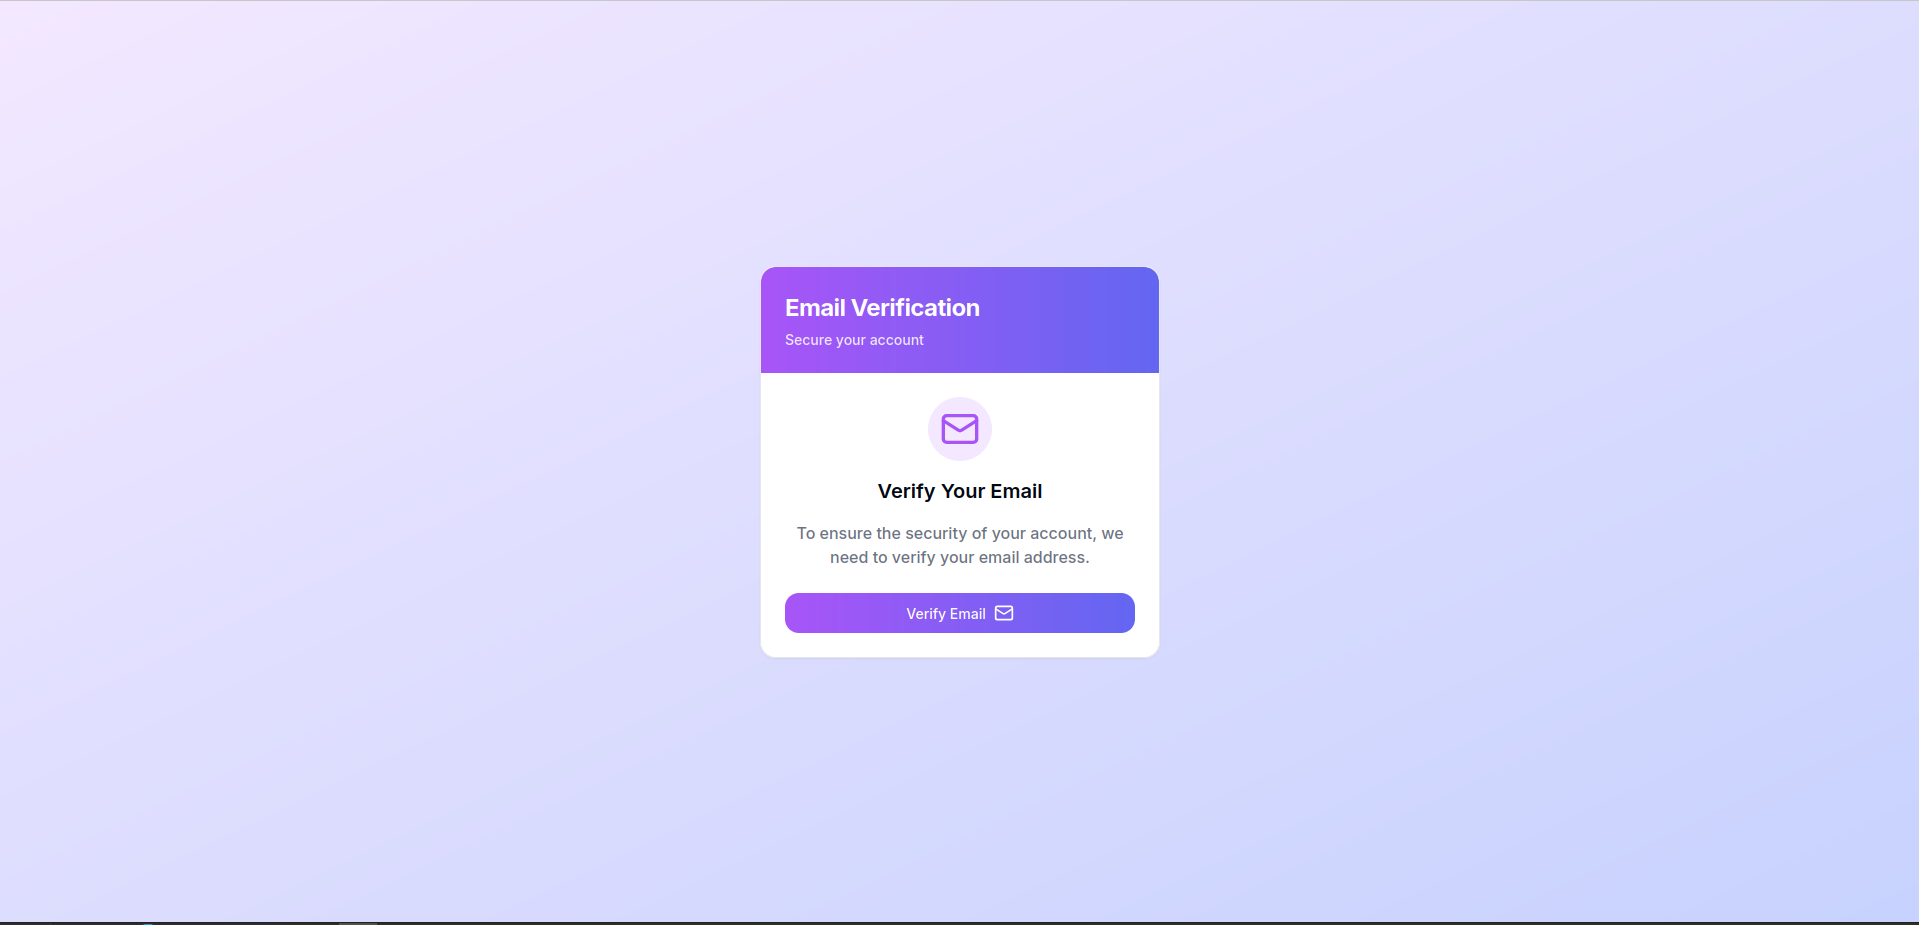 Email Verification
Secure your account
Verify Your Email
To ensure the security of your account, we
need to verify your email address.
Verify Email